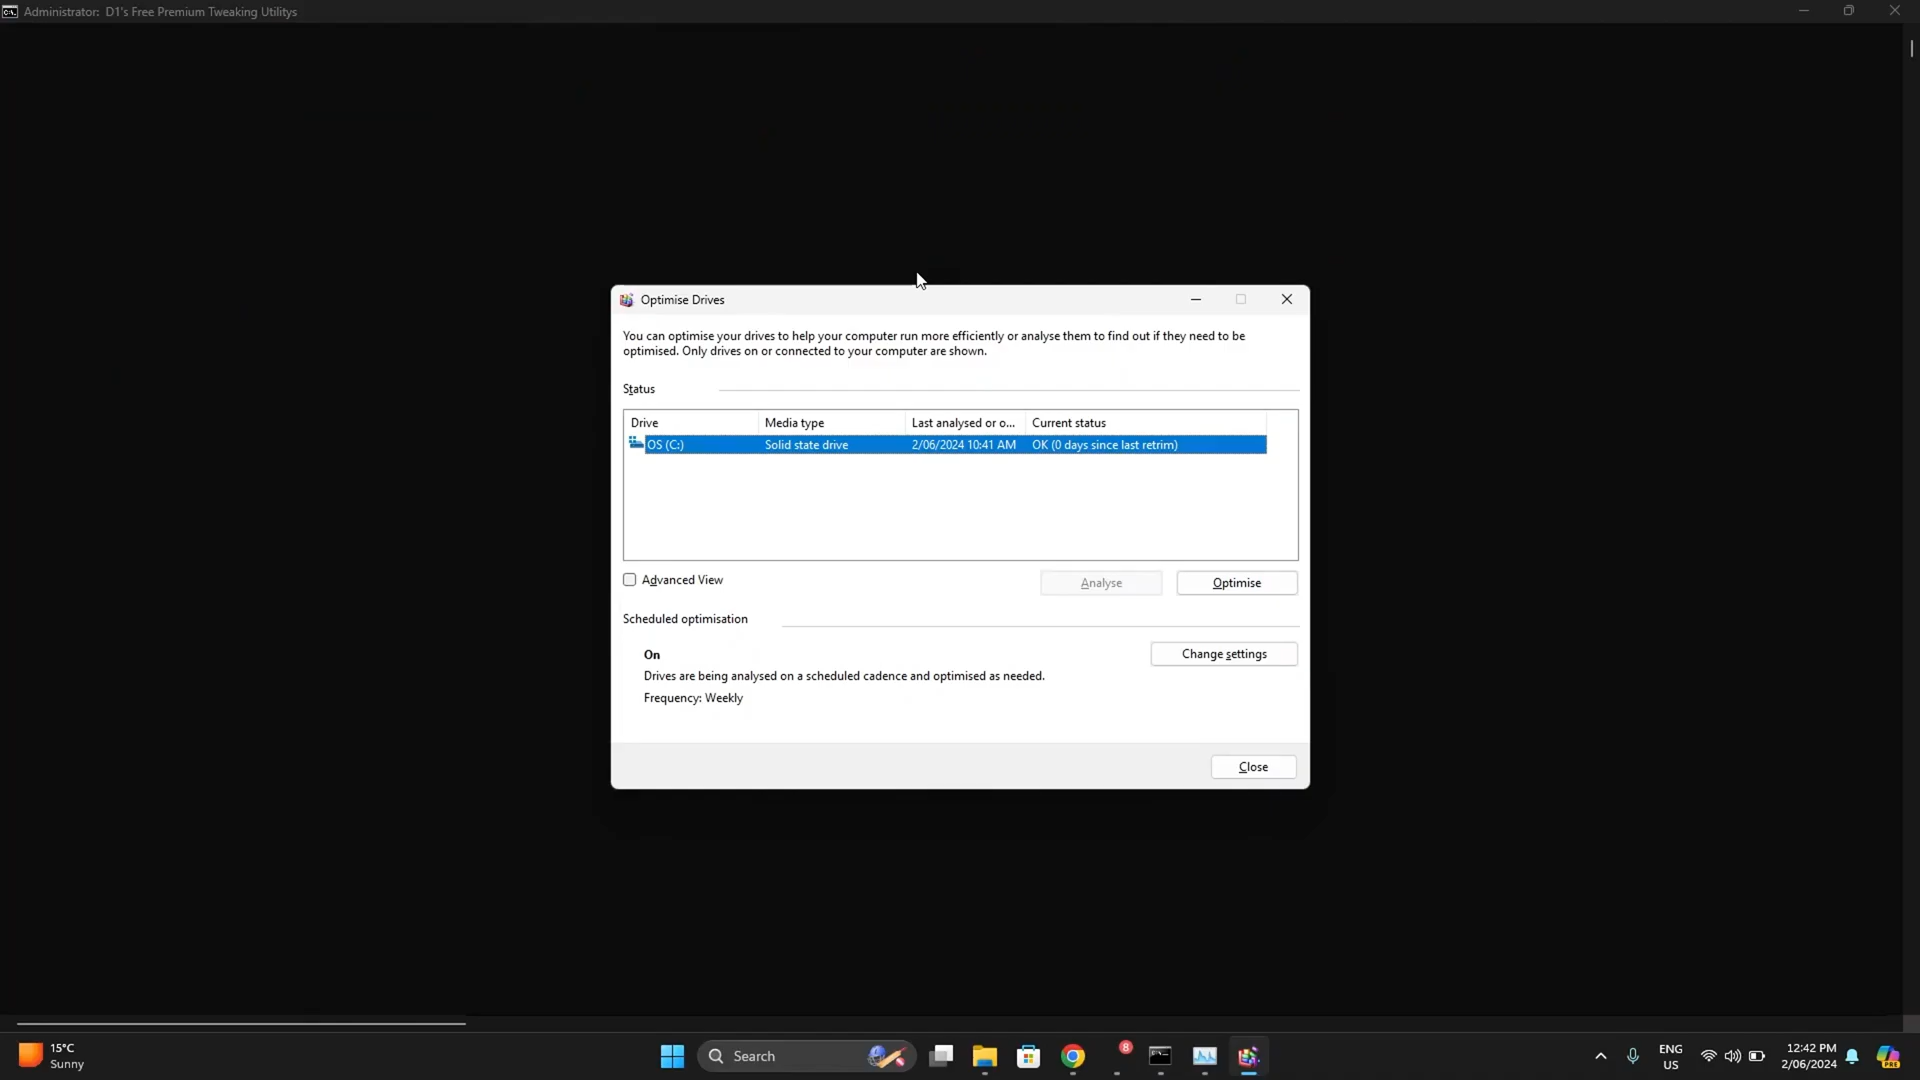 Administrator: D1's Free Premium Tweaking Utilitys
Optimise Drives
You can optimise your drives to help your computer run more efficiently or analyse them to find out if they need to be
optimised. Only drives on or connected to your computer are shown.
Status
Drive Media type Last analysed or o... Current status
OS (C:) Solid state drive 2/06/2024 10:41 AM OK (0 days since last retrim)
Advanced View Analyse Optimise
Scheduled optimisation
On Change settings
Drives are being analysed on a scheduled cadence and optimised as needed.
Frequency: Weekly
Close
15°C
Sunny
Search
8
ENG
US
12:42 PM
2/06/2024
PRE